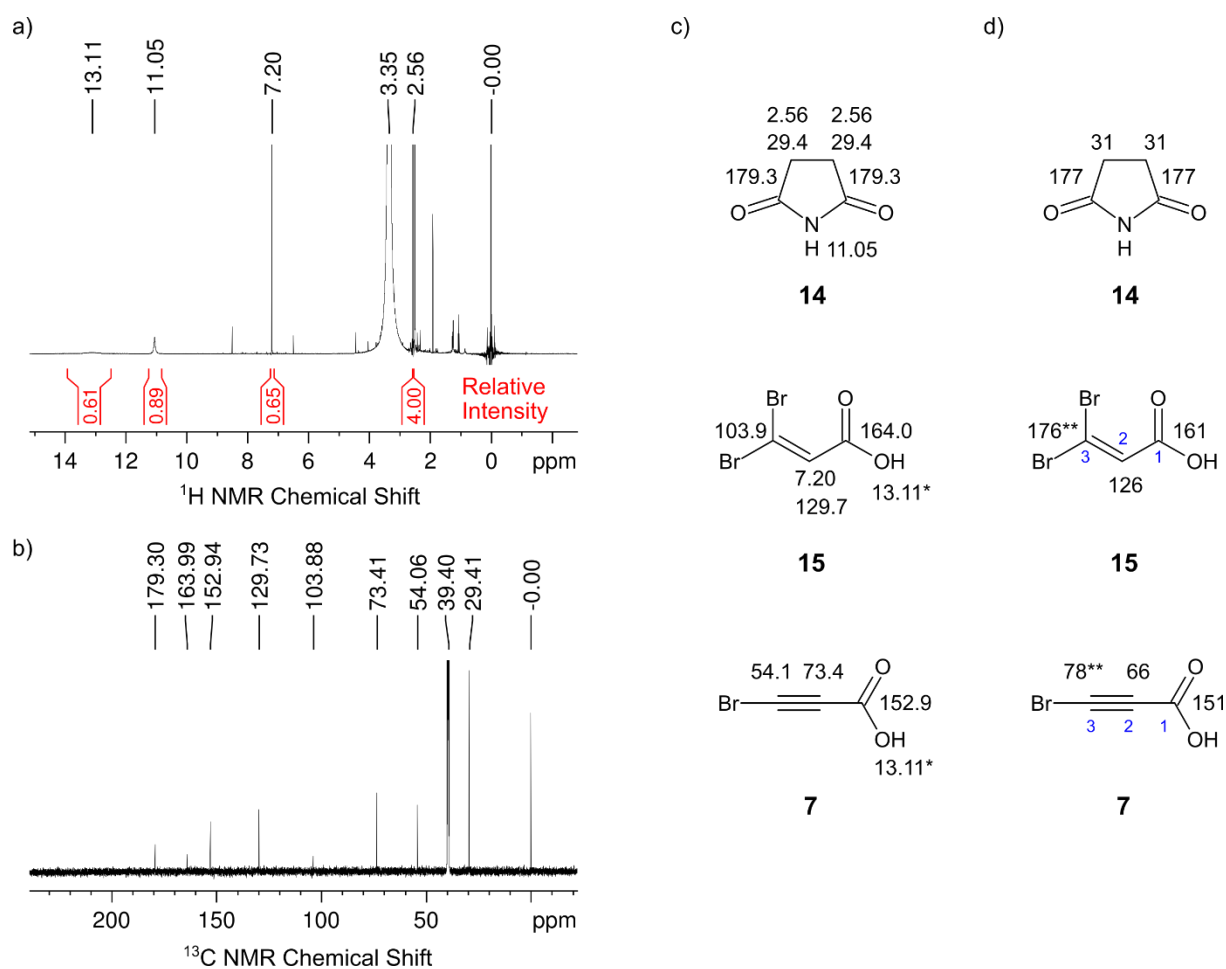 a)
13.11 11.05 7.20 3.35 2.56 -0.00
0.61 0.89 0.65 4.00
Relative
Intensity
14 12 10 8 6 4 2 0 ppm
1H NMR Chemical Shift
b)
179.30 163.99 152.94 129.73 103.88 73.41 54.06 39.40 29.41 -0.00
200 150 100 50 ppm
13C NMR Chemical Shift
c)
2.56 2.56
29.4 29.4
179.3 179.3
O N O
H 11.05
14
Br O
103.9 164.0
Br OH
7.20 13.11*
129.7
15
54.1 73.4 O
Br 152.9
OH
13.11*
7
d)
31 31
177 177
O N O
H
14
Br O
176** 2 161
Br 3 1 OH
126
15
78** 66 O
Br 151
3 2 1 OH
7